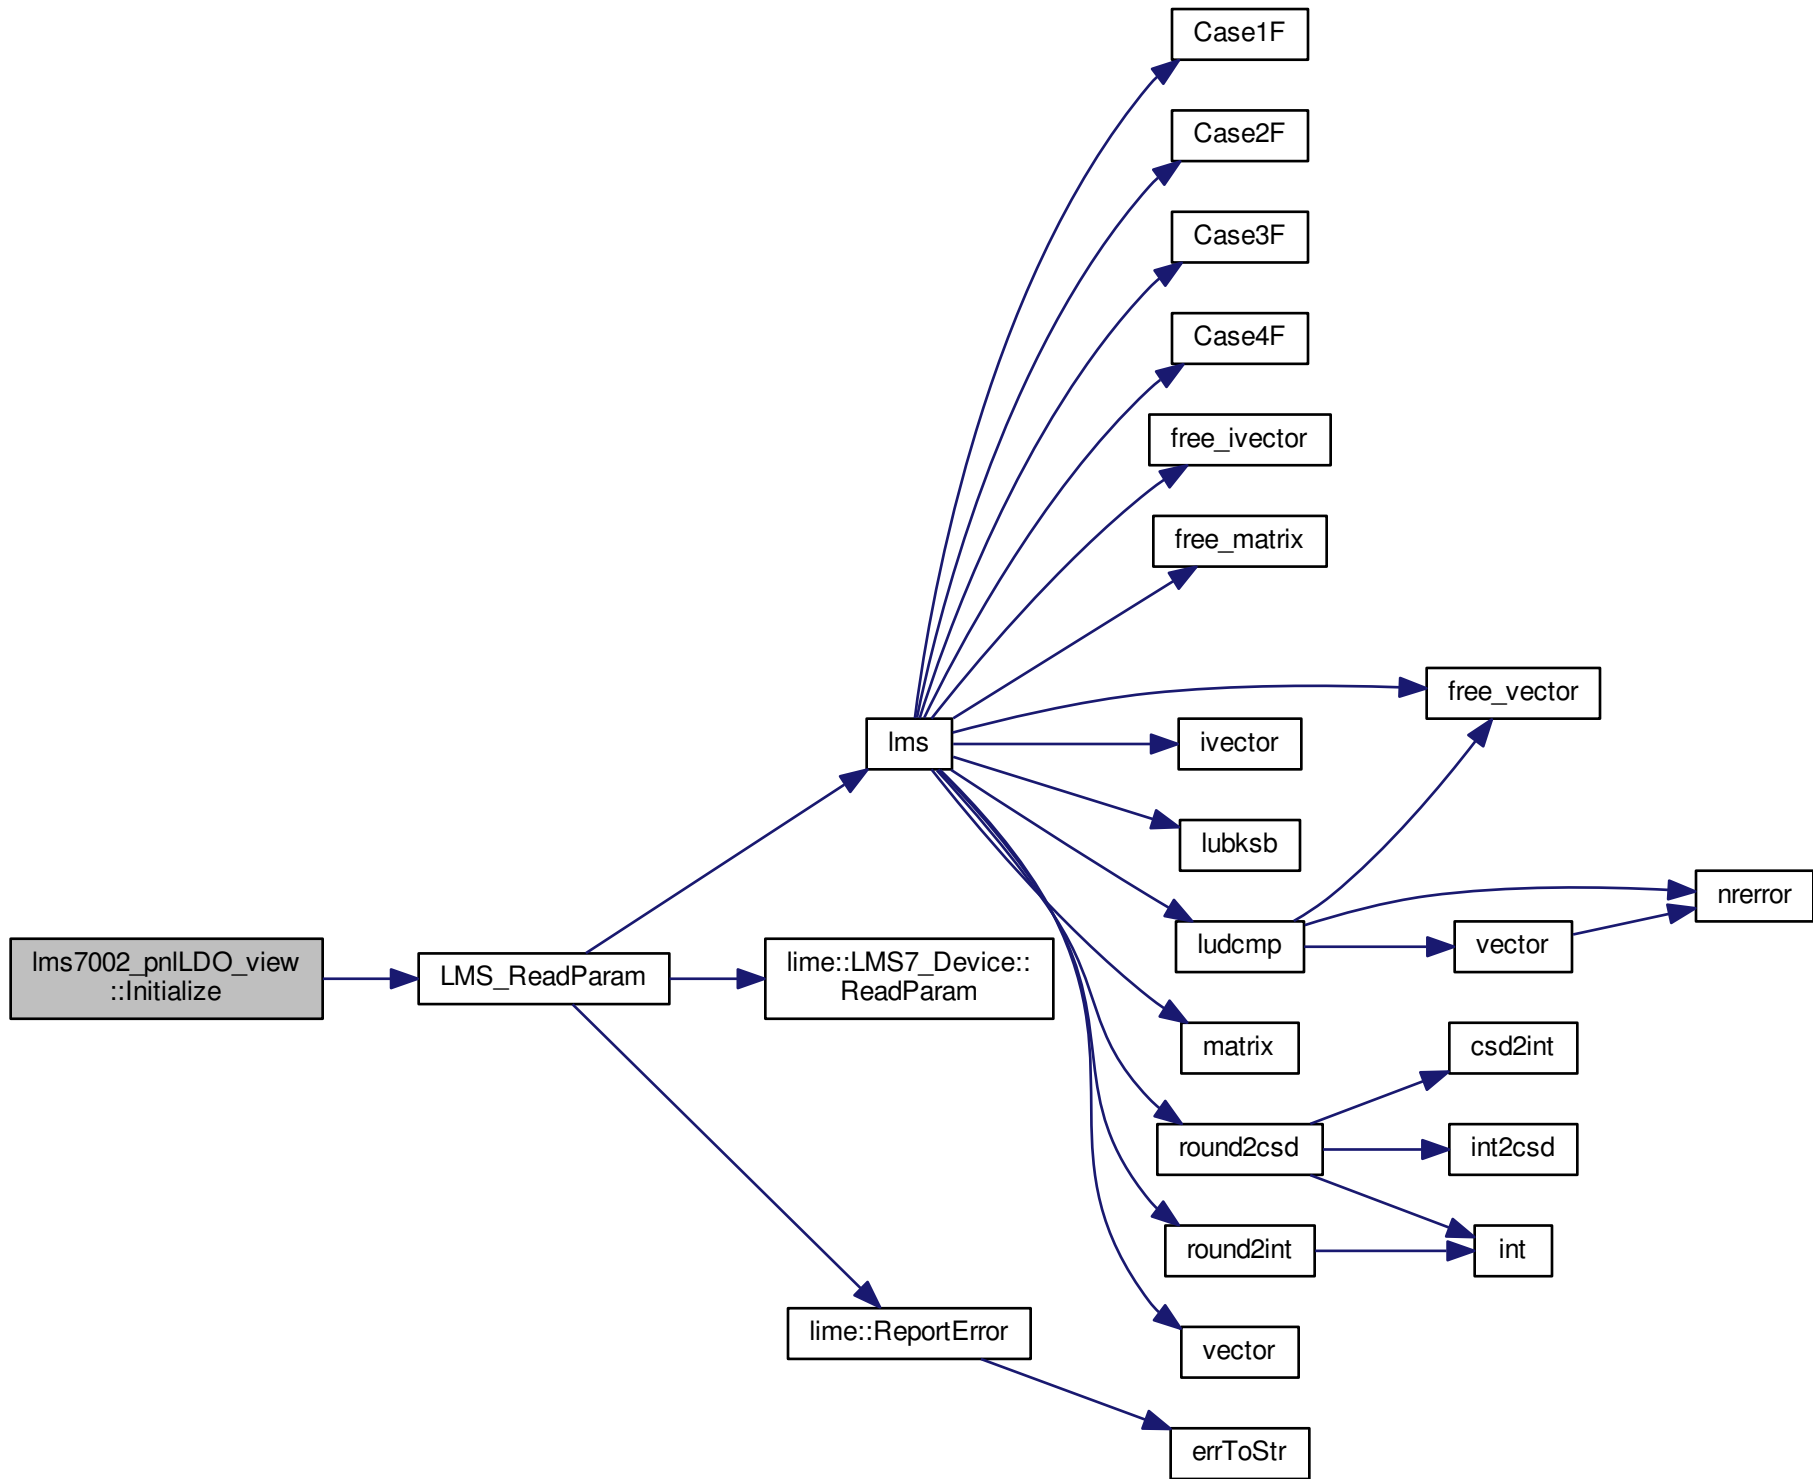 Case1F
Case2F
Case3F
Case4F
free_ivector
free_matrix
free_vector
lms
ivector
lubksb
nrerror
ludcmp
vector
lms7002_pnlLDO_view
::Initialize
LMS_ReadParam
lime::LMS7_Device::
ReadParam
matrix
csd2int
round2csd
int2csd
round2int
int
lime::ReportError
vector
errToStr